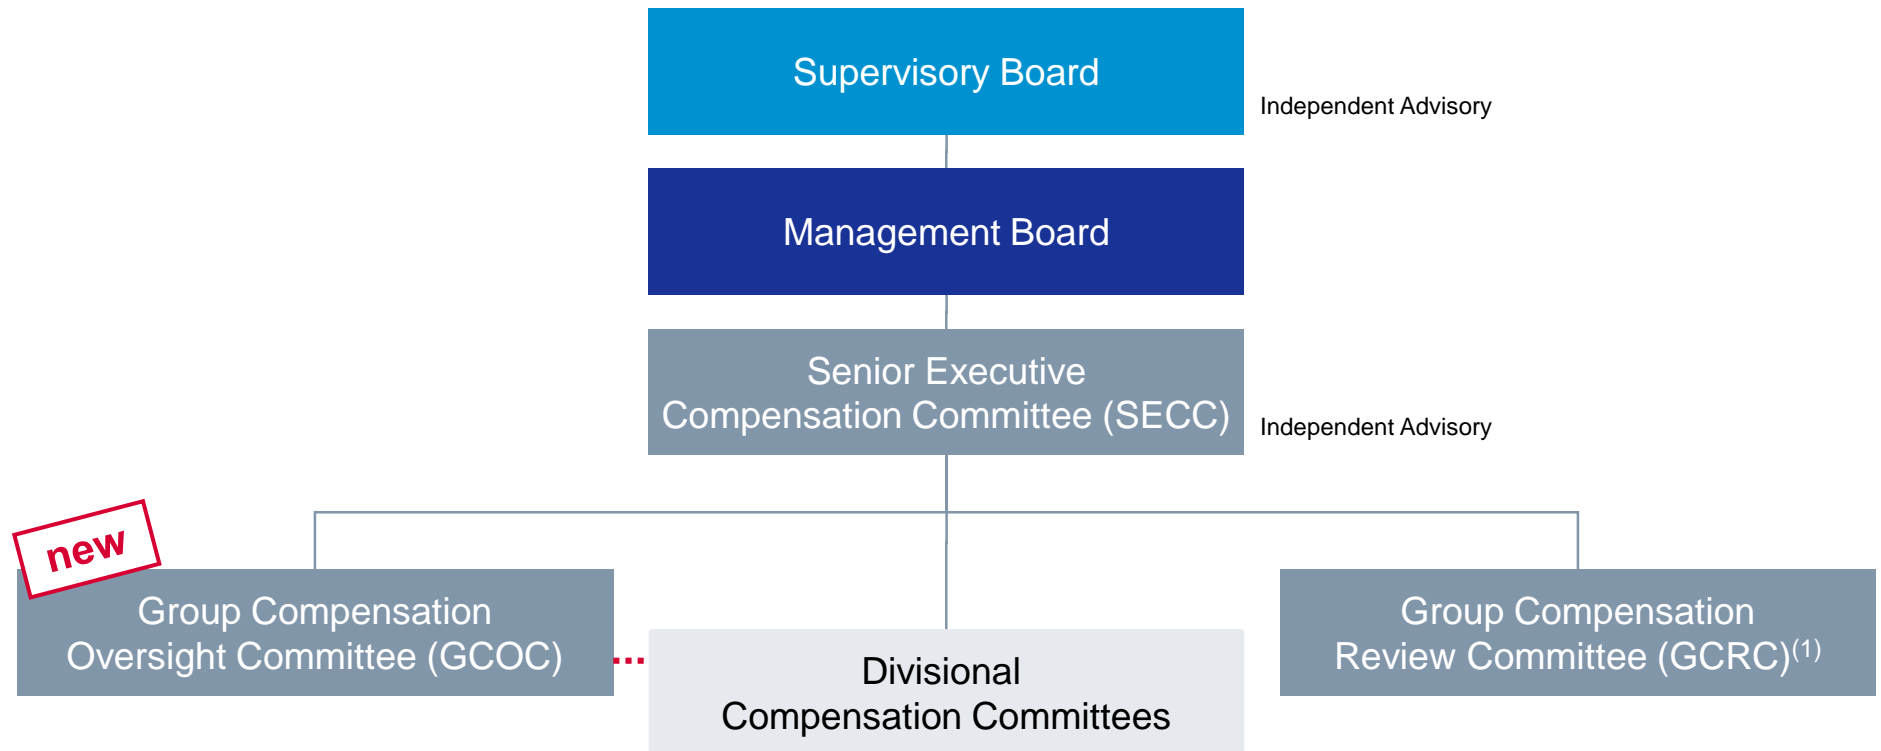 Supervisory Board
Independent Advisory
Management Board
Senior Executive
Compensation Committee (SECC)
Independent Advisory
new
Group Compensation
Oversight Committee (GCOC)
Divisional
Compensation Committees
Group Compensation
Review Committee (GCRC)(1)